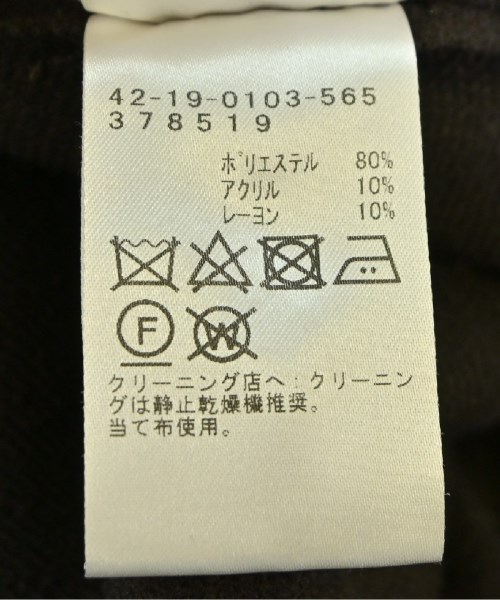 42-19-0103-565
378519
ポリエステル 80%
アクリル 10%
レーヨン 10%
F W
クリーニング店へ:クリーニン
グは静止乾燥機推奨。
当て布使用。